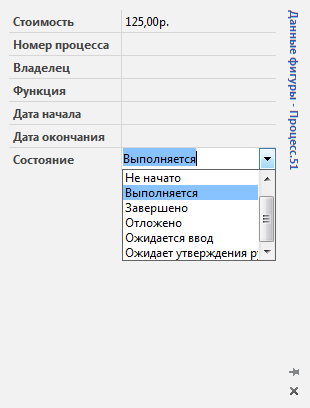 Стоимость 125,00р.
Номер процесса
Владелец
Функция
Дата начала
Дата окончания
Состояние Выполняется
Не начато
Выполняется
Завершено
Отложено
Ожидается ввод
Ожидает утверждения
Данные фигуры - Процесс.51